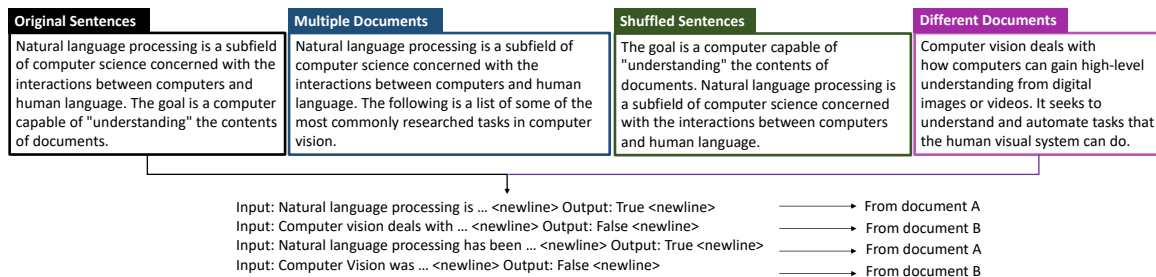 Original Sentences
Natural language processing is a subfield
of computer science concerned with the
interactions between computers and
human language. The goal is a computer
capable of "understanding" the contents
of documents.
Multiple Documents
Natural language processing is a subfield of
computer science concerned with the
interactions between computers and human
language. The following is a list of some of the
most commonly researched tasks in computer
vision.
Shuffled Sentences
The goal is a computer capable of
"understanding" the contents of
documents. Natural language processing is
a subfield of computer science concerned
with the interactions between computers
and human language.
Different Documents
Computer vision deals with
how computers can gain high-level
understanding from digital
images or videos. It seeks to
understand and automate tasks that
the human visual system can do.
Input: Natural language processing is … <newline> Output: True <newline>
From document A
Input: Computer vision deals with … <newline> Output: False <newline>
From document B
Input: Natural language processing has been … <newline> Output: True <newline>
From document A
Input: Computer Vision was … <newline> Output: False <newline>
From document B